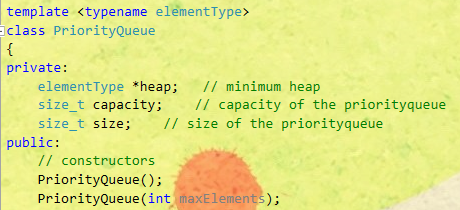 template <typename elementType>
class PriorityQueue
{
private:
    elementType *heap;   // minimum heap
    size_t capacity;    // capacity of the priorityqueue
    size_t size;    // size of the priorityqueue
public:
    // constructors
    PriorityQueue();
    PriorityQueue(int maxElements);